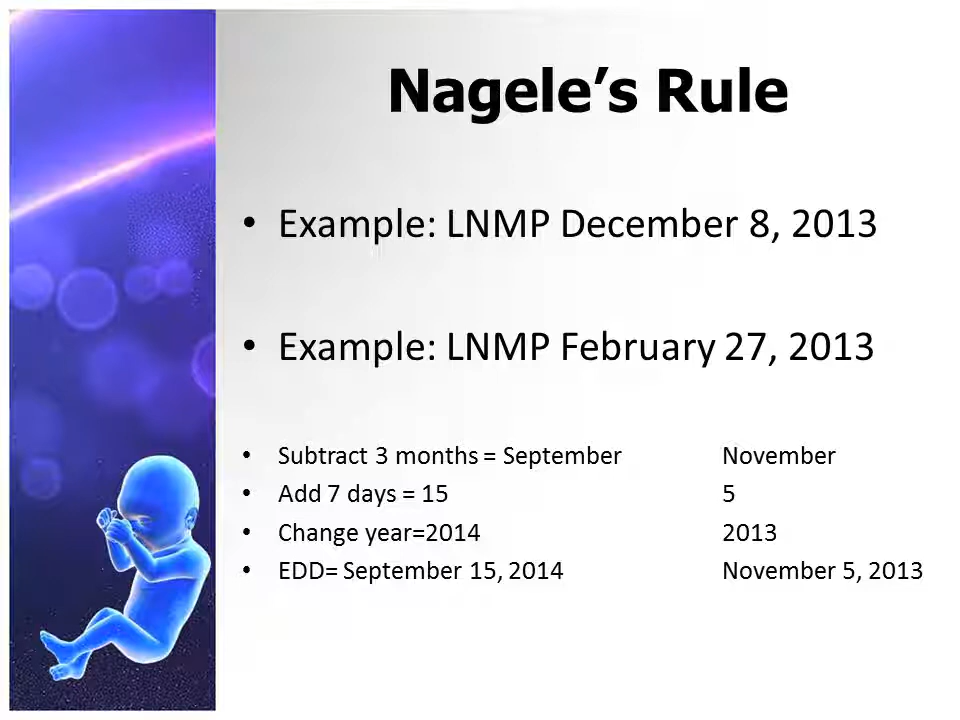 Nagele’s Rule
• Example: LNMP December 8, 2013
• Example: LNMP February 27, 2013
• Subtract 3 months = September November
• Add 7 days = 15 5
• Change year=2014 2013
• EDD= September 15, 2014 November 5, 2013